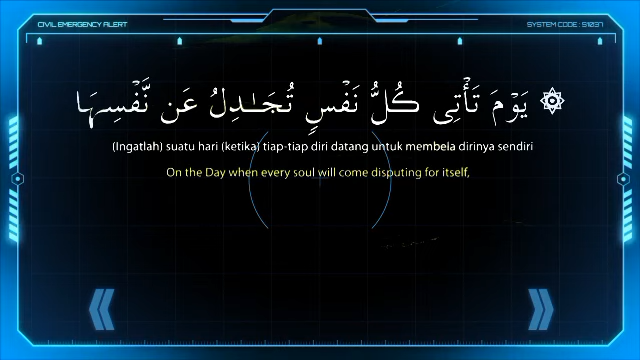 CIVIL EMERGENCY ALERT
SYSTEM CODE : S1037
۞ يَوْمَ تَأْتِى كُلُّ نَفْسٍ تُجَـٰدِلُ عَن نَّفْسِهَا
(Ingatlah) suatu hari (ketika) tiap-tiap diri datang untuk membela dirinya sendiri
On the Day when every soul will come disputing for itself,